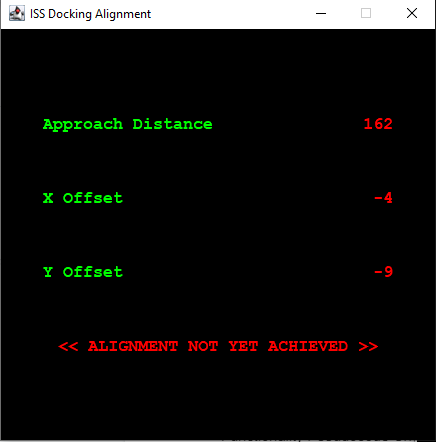 ISS Docking Alignment
Approach Distance 162
X Offset -4
Y Offset -9
<< ALIGNMENT NOT YET ACHIEVED >>